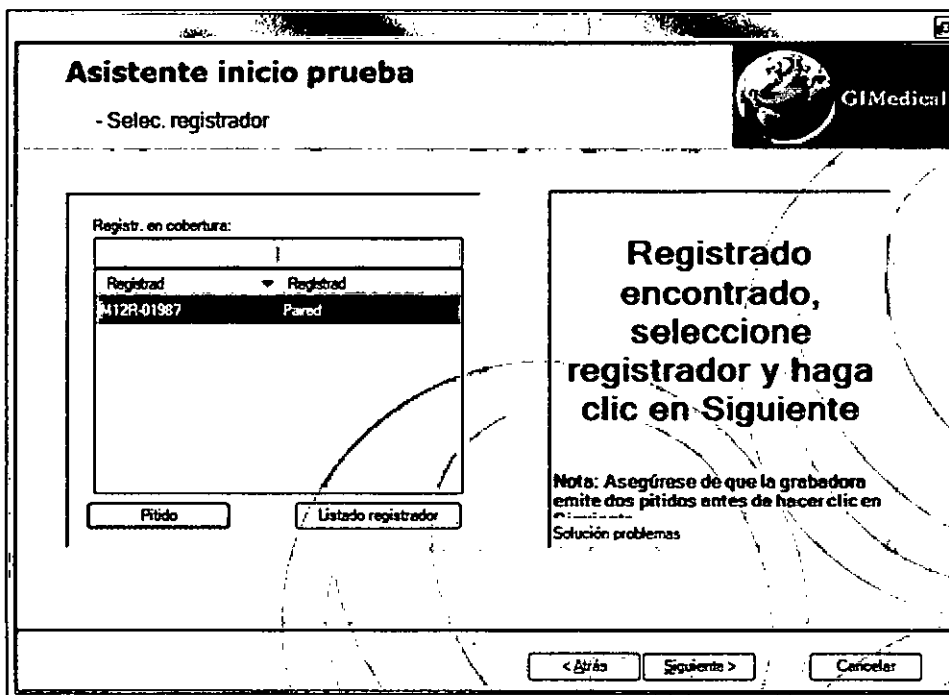 Asistente inicio prueba
GIMedical
- Selec. registrador
Registr. en cobertura:
Registrad Registrad
M12R-01987 Paired
Pitido Listado registrador
Registrado
encontrado,
seleccione
registrador y haga
clic en Siguiente
Nota: Asegúrese de que la grabadora
emite dos pitidos antes de hacer clic en
Solución problemas
< Atrás Siguiente > Cancelar